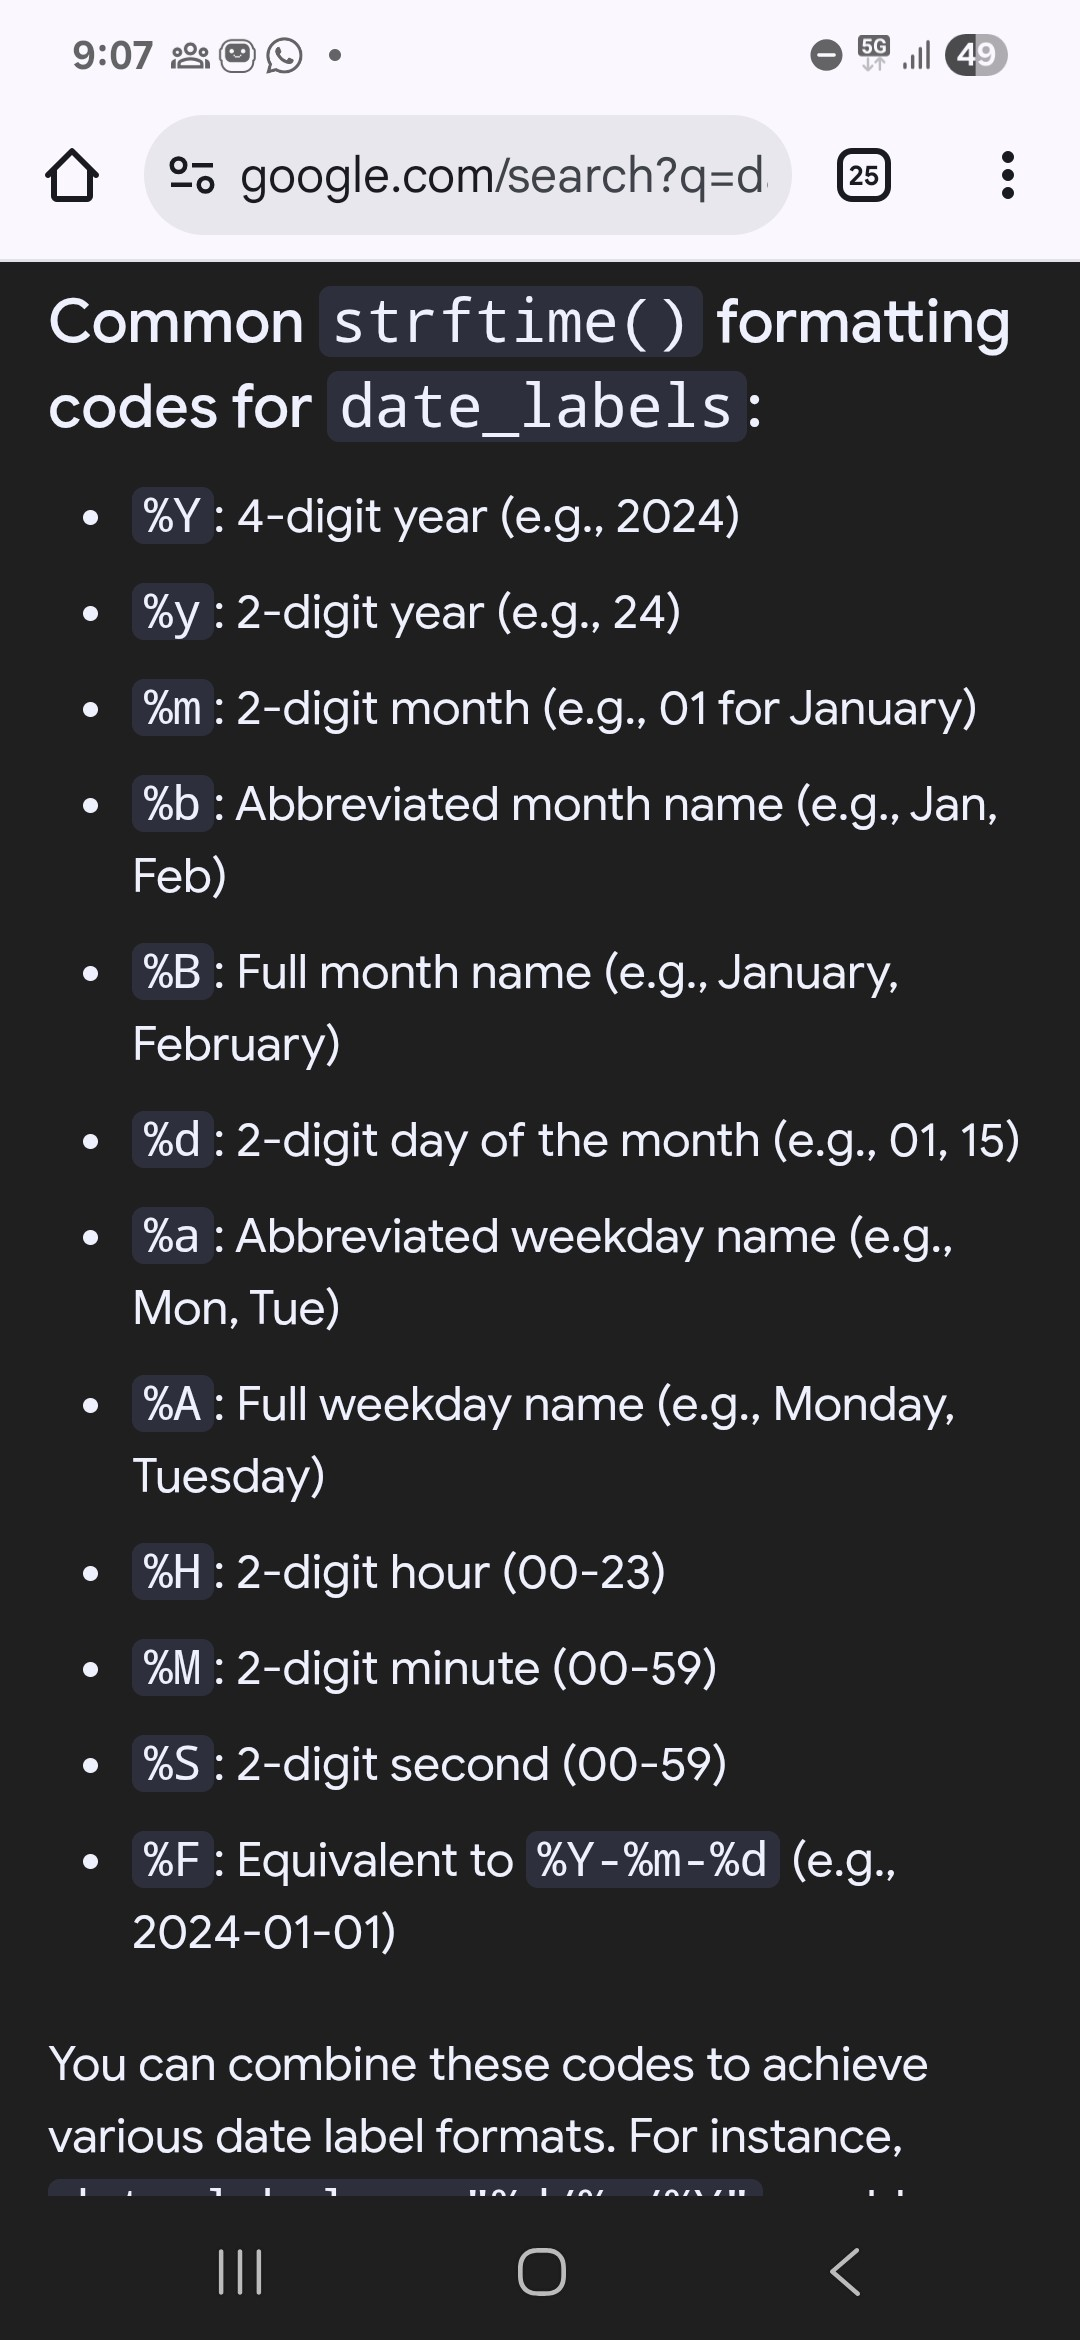 9:07
5G
49
google.com/search?q=d
25
Common strftime() formatting
codes for date_labels:
• %Y: 4-digit year (e.g., 2024)
• %y: 2-digit year (e.g., 24)
• %m: 2-digit month (e.g., 01 for January)
• %b: Abbreviated month name (e.g., Jan,
Feb)
• %B: Full month name (e.g., January,
February)
• %d: 2-digit day of the month (e.g., 01, 15)
• %a: Abbreviated weekday name (e.g.,
Mon, Tue)
• %A: Full weekday name (e.g., Monday,
Tuesday)
• %H: 2-digit hour (00-23)
• %M: 2-digit minute (00-59)
• %S: 2-digit second (00-59)
• %F: Equivalent to %Y-%m-%d (e.g.,
2024-01-01)
You can combine these codes to achieve
various date label formats. For instance,